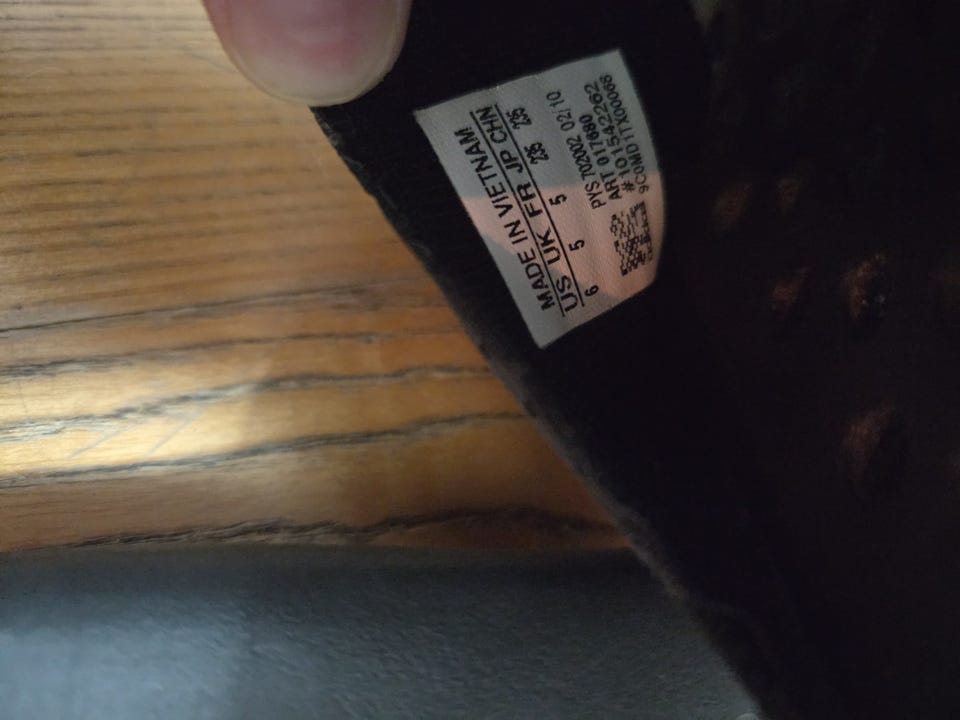 MADE IN VIETNAM
US UK FR JP CHN
6 5 5 235 235
PYS 702002 02/10
ART 017680
#101542262
9C0MD1TX00068